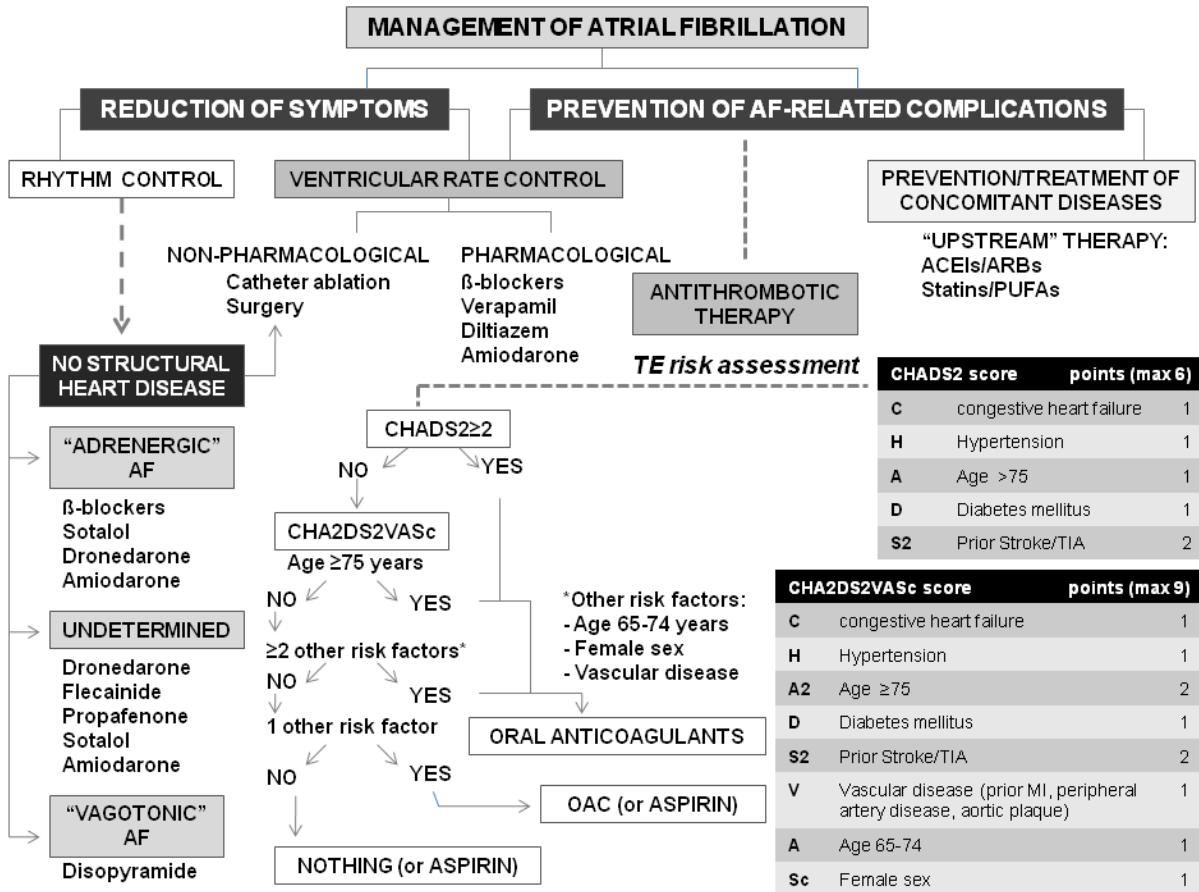 MANAGEMENT OF ATRIAL FIBRILLATION
REDUCTION OF SYMPTOMS
PREVENTION OF AF-RELATED COMPLICATIONS
RHYTHM CONTROL
VENTRICULAR RATE CONTROL
PREVENTION/TREATMENT OF
CONCOMITANT DISEASES
"UPSTREAM" THERAPY:
ACEIs/ARBs
Statins/PUFAs
NON-PHARMACOLOGICAL
Catheter ablation
Surgery
PHARMACOLOGICAL
ß-blockers
Verapamil
Diltiazem
Amiodarone
ANTITHROMBOTIC
THERAPY
NO STRUCTURAL
HEART DISEASE
"ADRENERGIC"
AF
ß-blockers
Sotalol
Dronedarone
Amiodarone
UNDETERMINED
Dronedarone
Flecainide
Propafenone
Sotalol
Amiodarone
"VAGOTONIC"
AF
Disopyramide
TE risk assessment
CHADS2≥2
NO YES
CHA2DS2VASc
Age ≥75 years
NO YES
≥2 other risk factors*
NO YES
1 other risk factor
NO YES
*Other risk factors:
- Age 65-74 years
- Female sex
- Vascular disease
ORAL ANTICOAGULANTS
OAC (or ASPIRIN)
NOTHING (or ASPIRIN)
CHADS2 score points (max 6)
C congestive heart failure 1
H Hypertension 1
A Age >75 1
D Diabetes mellitus 1
S2 Prior Stroke/TIA 2
CHA2DS2VASc score points (max 9)
C congestive heart failure 1
H Hypertension 1
A2 Age ≥75 2
D Diabetes mellitus 1
S2 Prior Stroke/TIA 2
V Vascular disease (prior MI, peripheral 1
artery disease, aortic plaque)
A Age 65-74 1
Sc Female sex 1